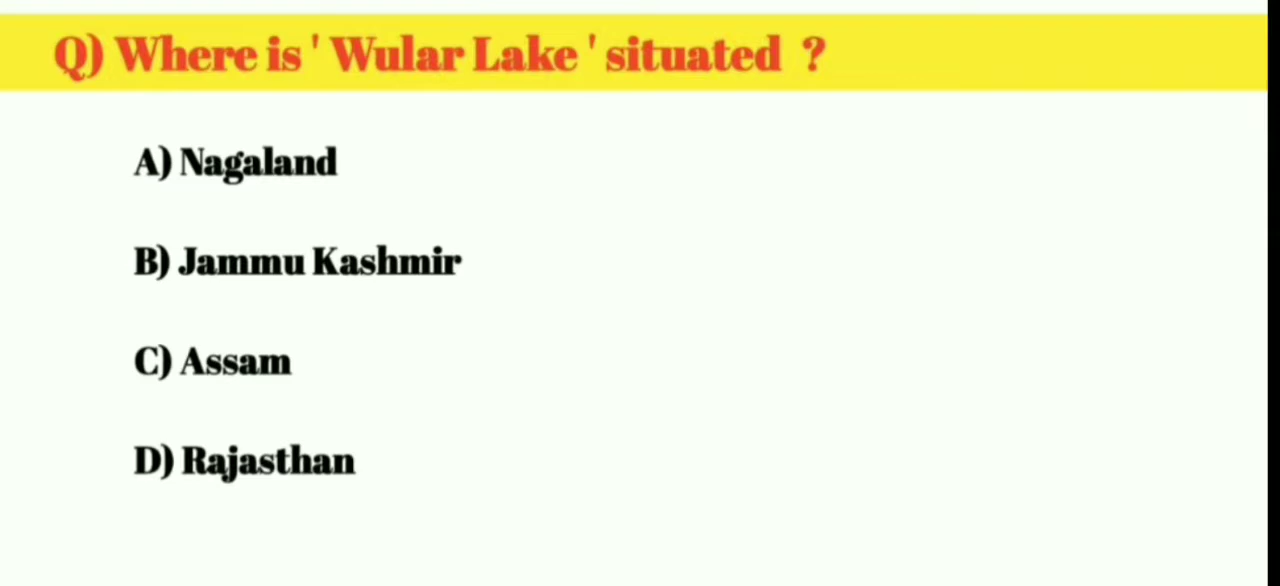 Q) Where is ' Wular Lake ' situated ?
A) Nagaland
B) Jammu Kashmir
C) Assam
D) Rajasthan